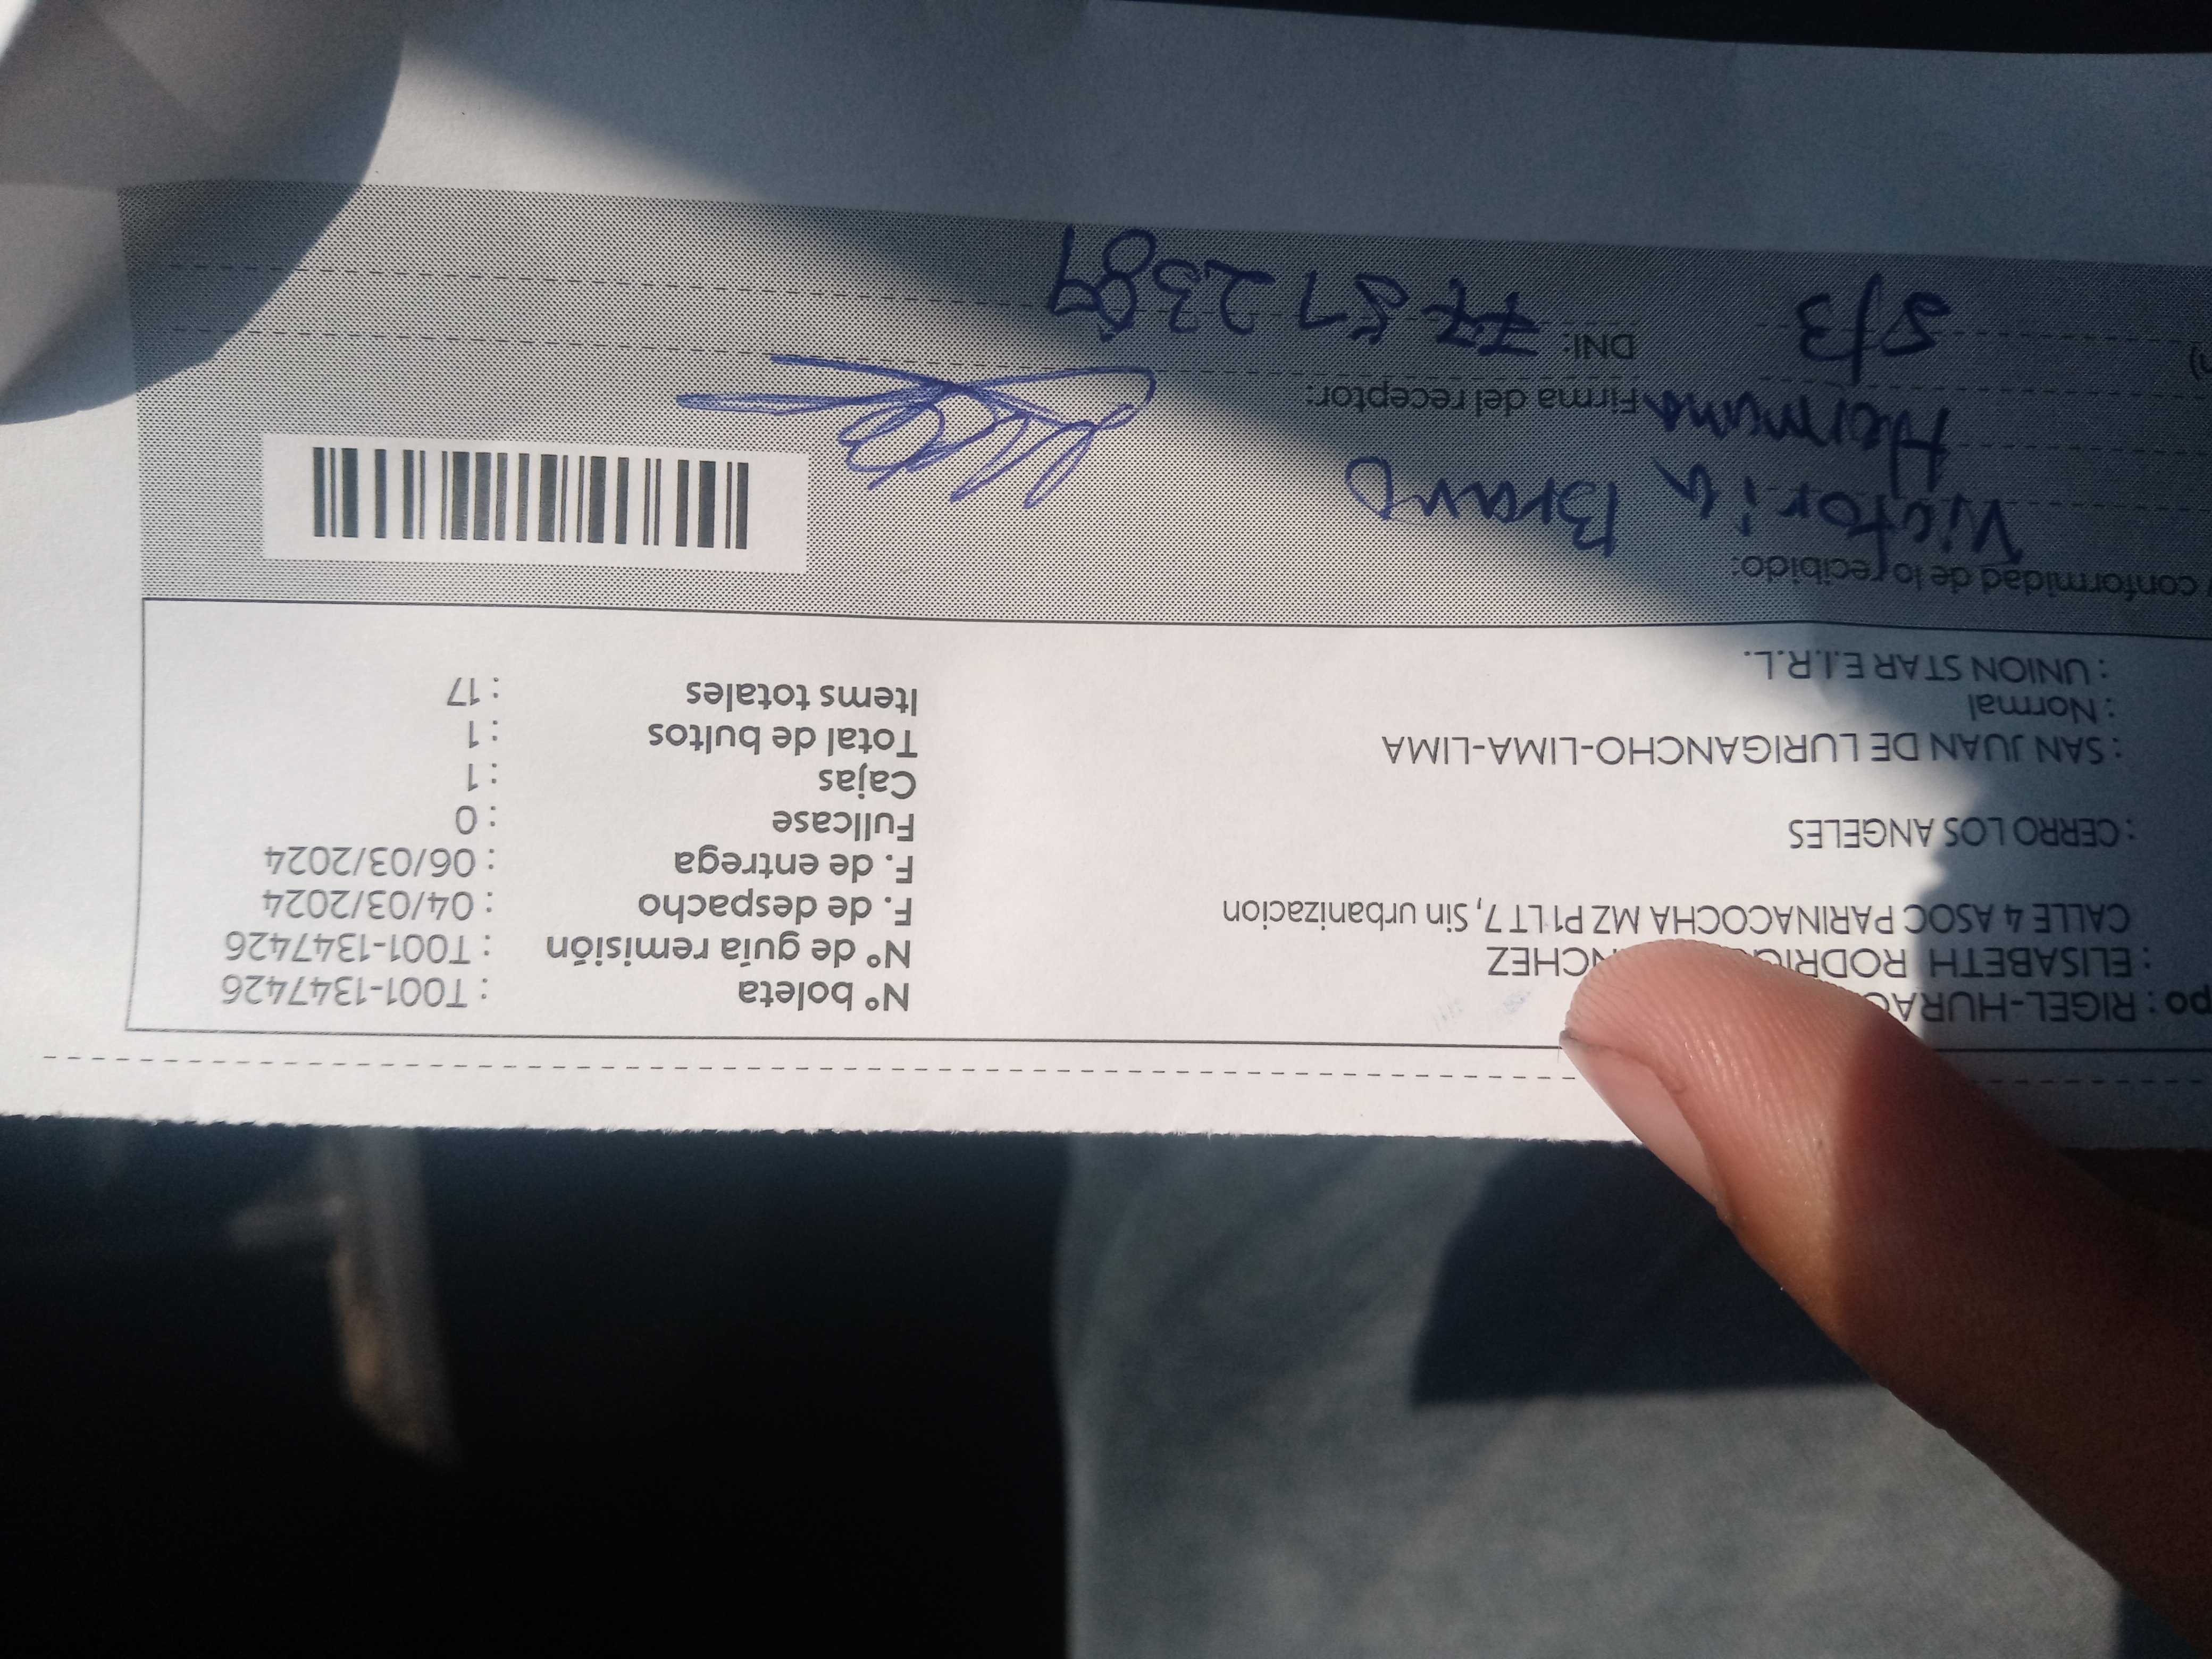 po : RIGEL-HURAC
: ELISABETH RODRIG NCHEZ
CALLE 4 ASOC PARINACOCHA MZ P1 LT 7, Sin urbanizacion
: CERRO LOS ANGELES
: SAN JUAN DE LURIGANCHO-LIMA-LIMA
: Normal
: UNION STAR E.I.R.L.
Nº boleta : T001-1347426
Nº de guía remisión : T001-1347426
F. de despacho : 04/03/2024
F. de entrega : 06/03/2024
Fullcase : 0
Cajas : 1
Total de bultos : 1
Items totales : 17
conformidad de lo recibido:
Victoria Bravo
Hermana
Firma del receptor:
5/3
DNI: